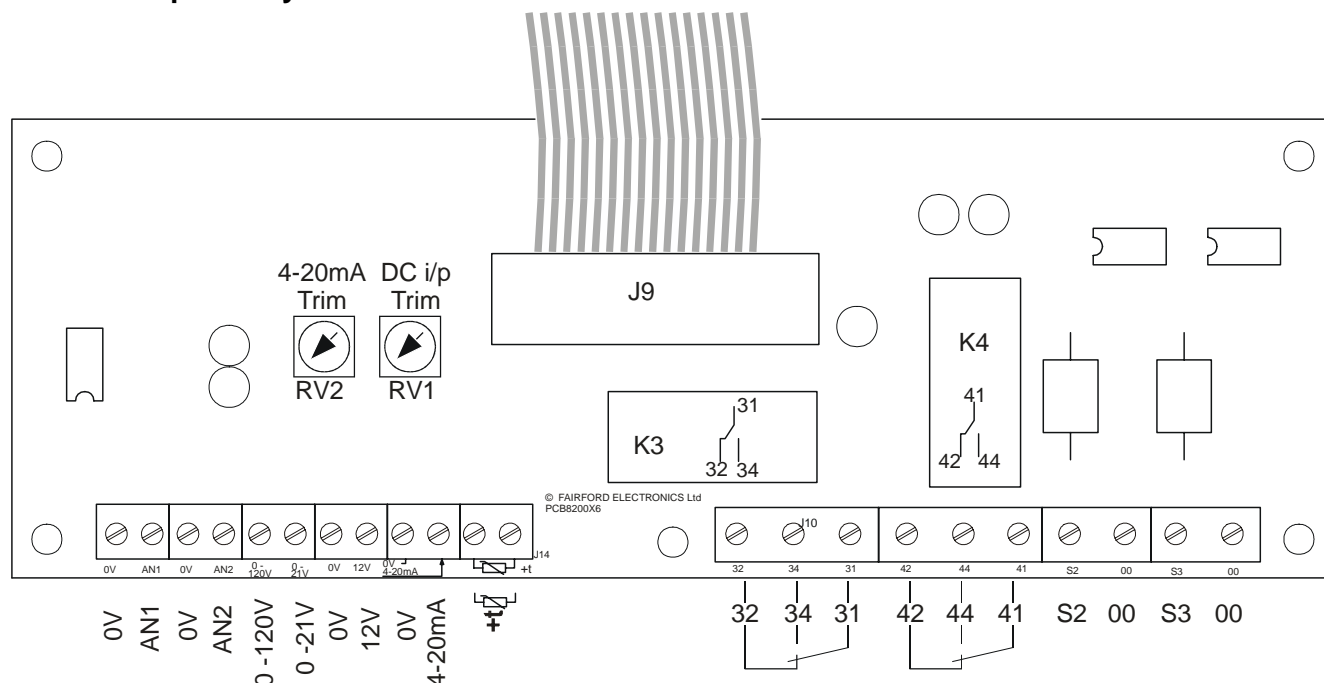 4-20mA DC i/p
Trim Trim
RV2 RV1
J9
K4
41
42 44
K3
31
32 34
© FAIRFORD ELECTRONICS Ltd
PCB8200X6
J10
J14
0V AN1 0V AN2 0 - 120V 0 - 21V 0V 12V 0V 4-20mA +t
32 34 31 42 44 41 S2 00 S3 00
0V AN1 0V AN2 0 -120V 0 -21V 0V 12V 0V 4-20mA +t
32 34 31 42 44 41 S2 00 S3 00